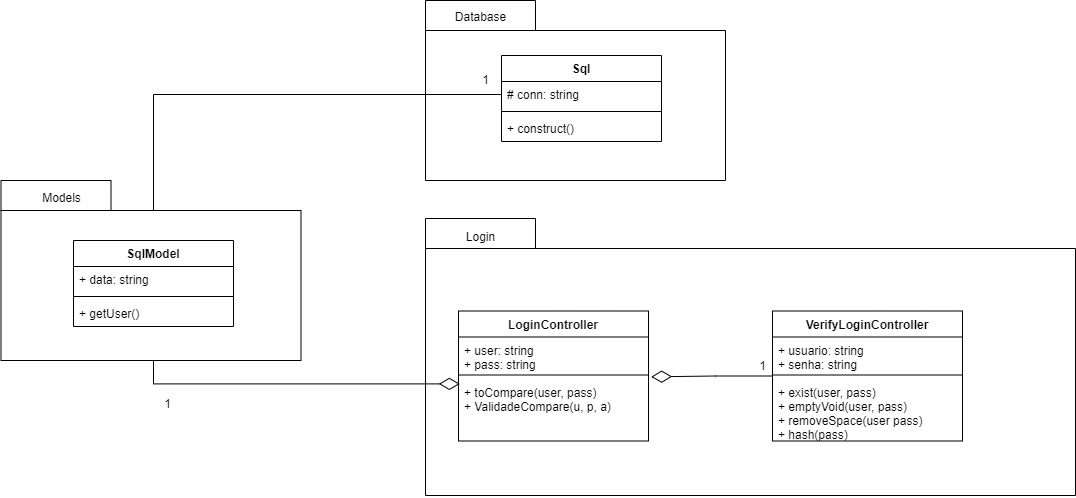 Database
Sql
1
# conn: string
+ construct()
Models
SqlModel
+ data: string
+ getUser()
1
Login
LoginController
+ user: string
+ pass: string
+ toCompare(user, pass)
+ ValidadeCompare(u, p, a)
1
VerifyLoginController
+ usuario: string
+ senha: string
+ exist(user, pass)
+ emptyVoid(user, pass)
+ removeSpace(user pass)
+ hash(pass)